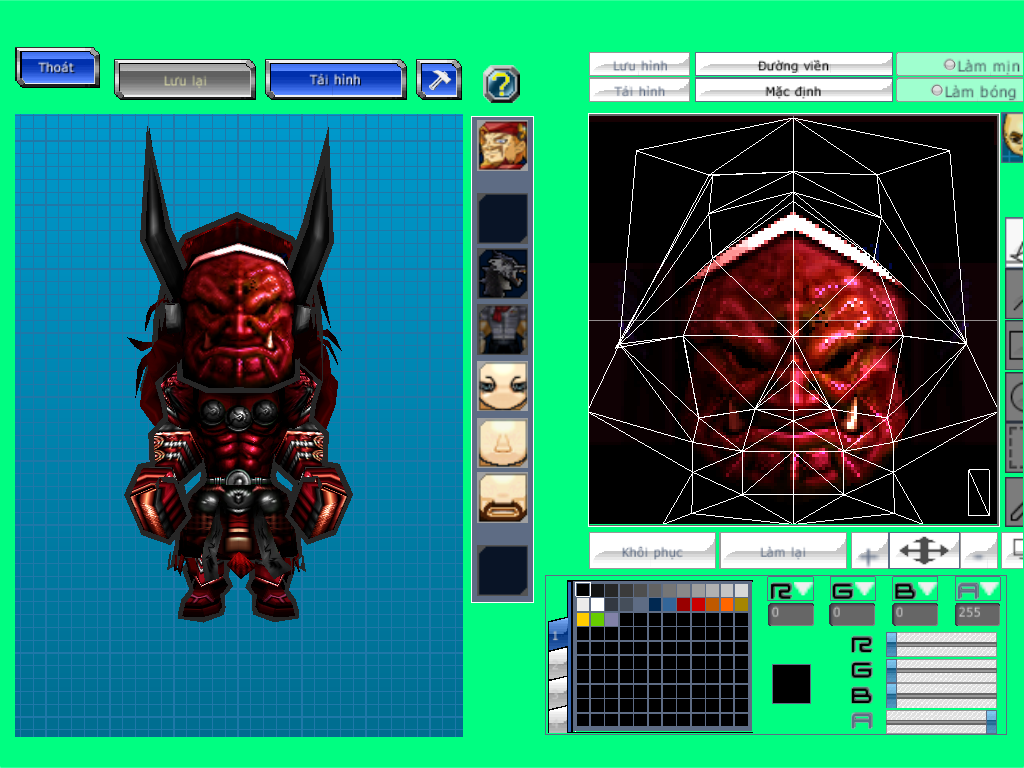 Thoát
Lưu lại
Tải hình
Lưu hình
Đường viền
Làm mịn
Tải hình
Mặc định
Làm bóng
Khôi phục
Làm lại
R G B A
0 0 0 255
1
R
G
B
A